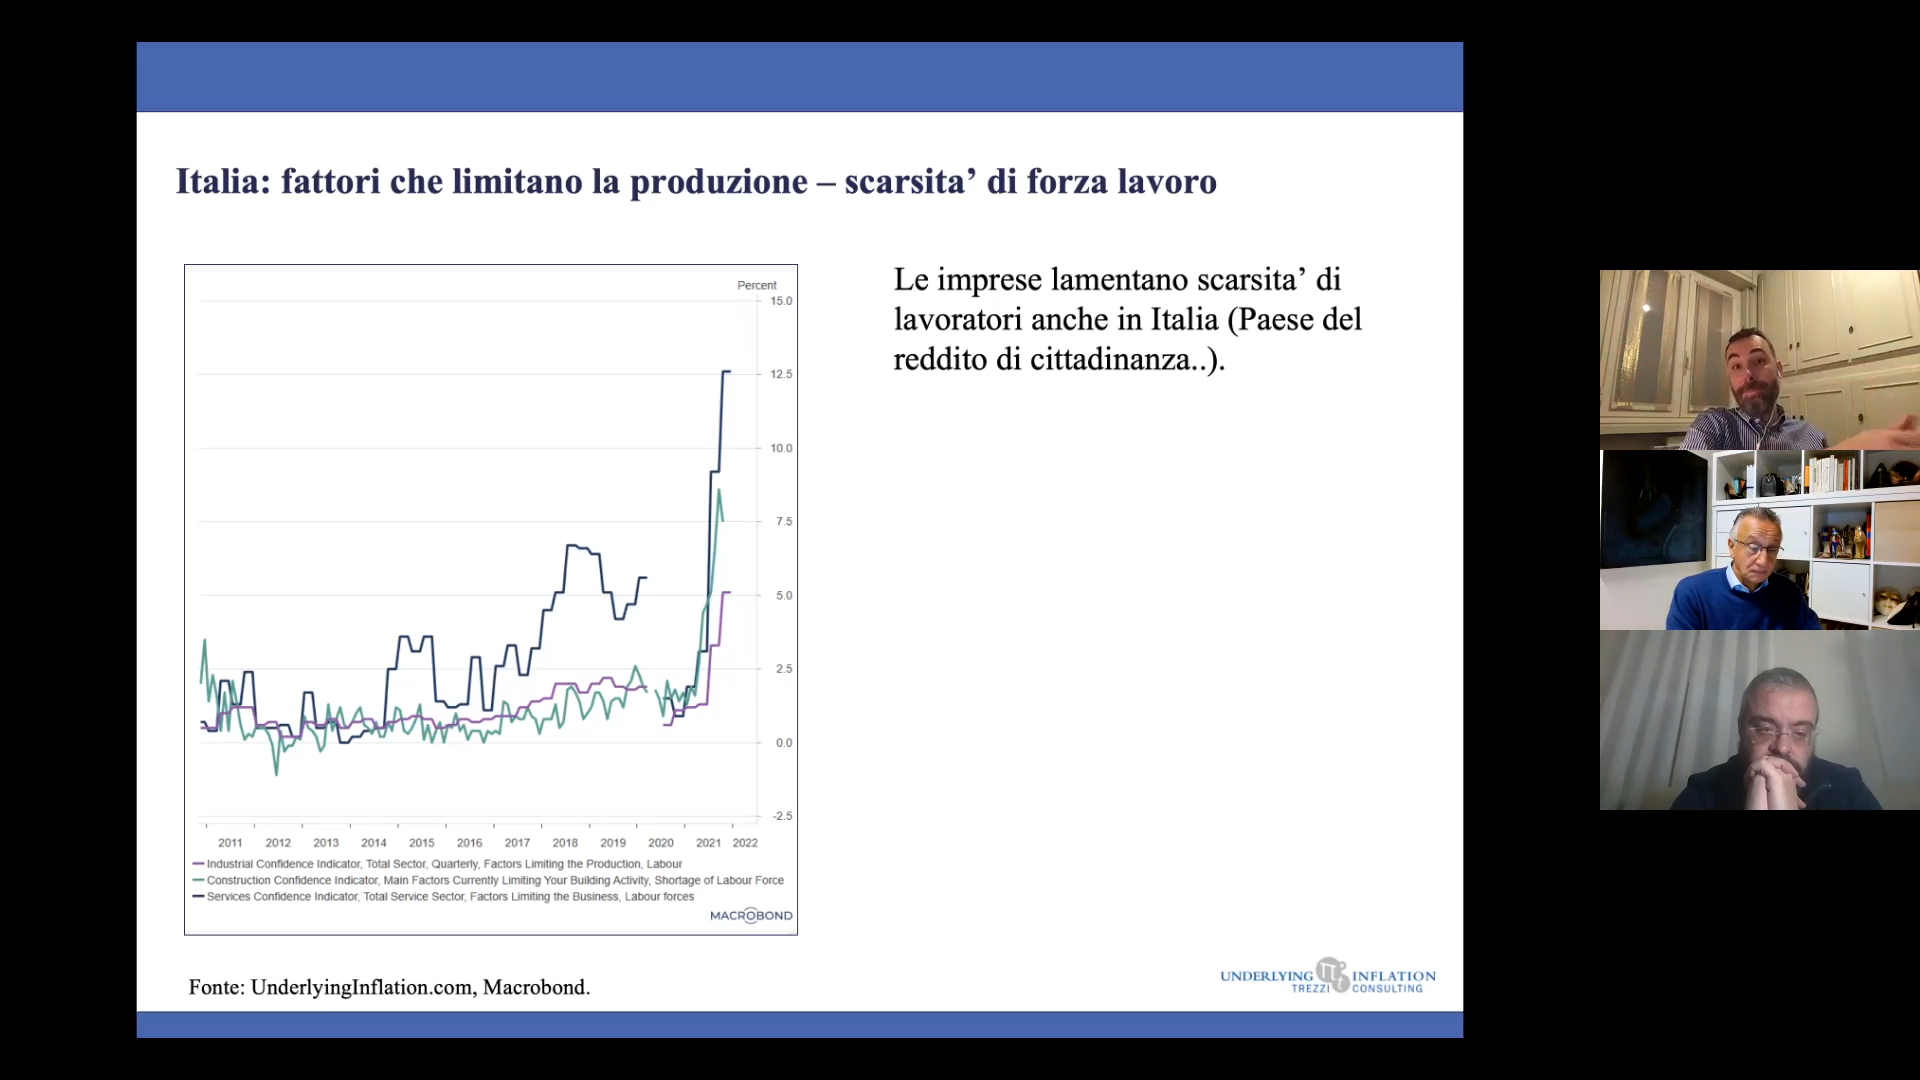 Italia: fattori che limitano la produzione – scarsita’ di forza lavoro
Percent
15.0
12.5
10.0
7.5
5.0
2.5
0.0
-2.5
2011 2012 2013 2014 2015 2016 2017 2018 2019 2020 2021 2022
Industrial Confidence Indicator, Total Sector, Quarterly, Factors Limiting the Production, Labour
Construction Confidence Indicator, Main Factors Currently Limiting Your Building Activity, Shortage of Labour Force
Services Confidence Indicator, Total Service Sector, Factors Limiting the Business, Labour forces
MACROBOND
Le imprese lamentano scarsita’ di
lavoratori anche in Italia (Paese del
reddito di cittadinanza..).
Fonte: UnderlyingInflation.com, Macrobond.
UNDERLYING INFLATION
TREZZI CONSULTING